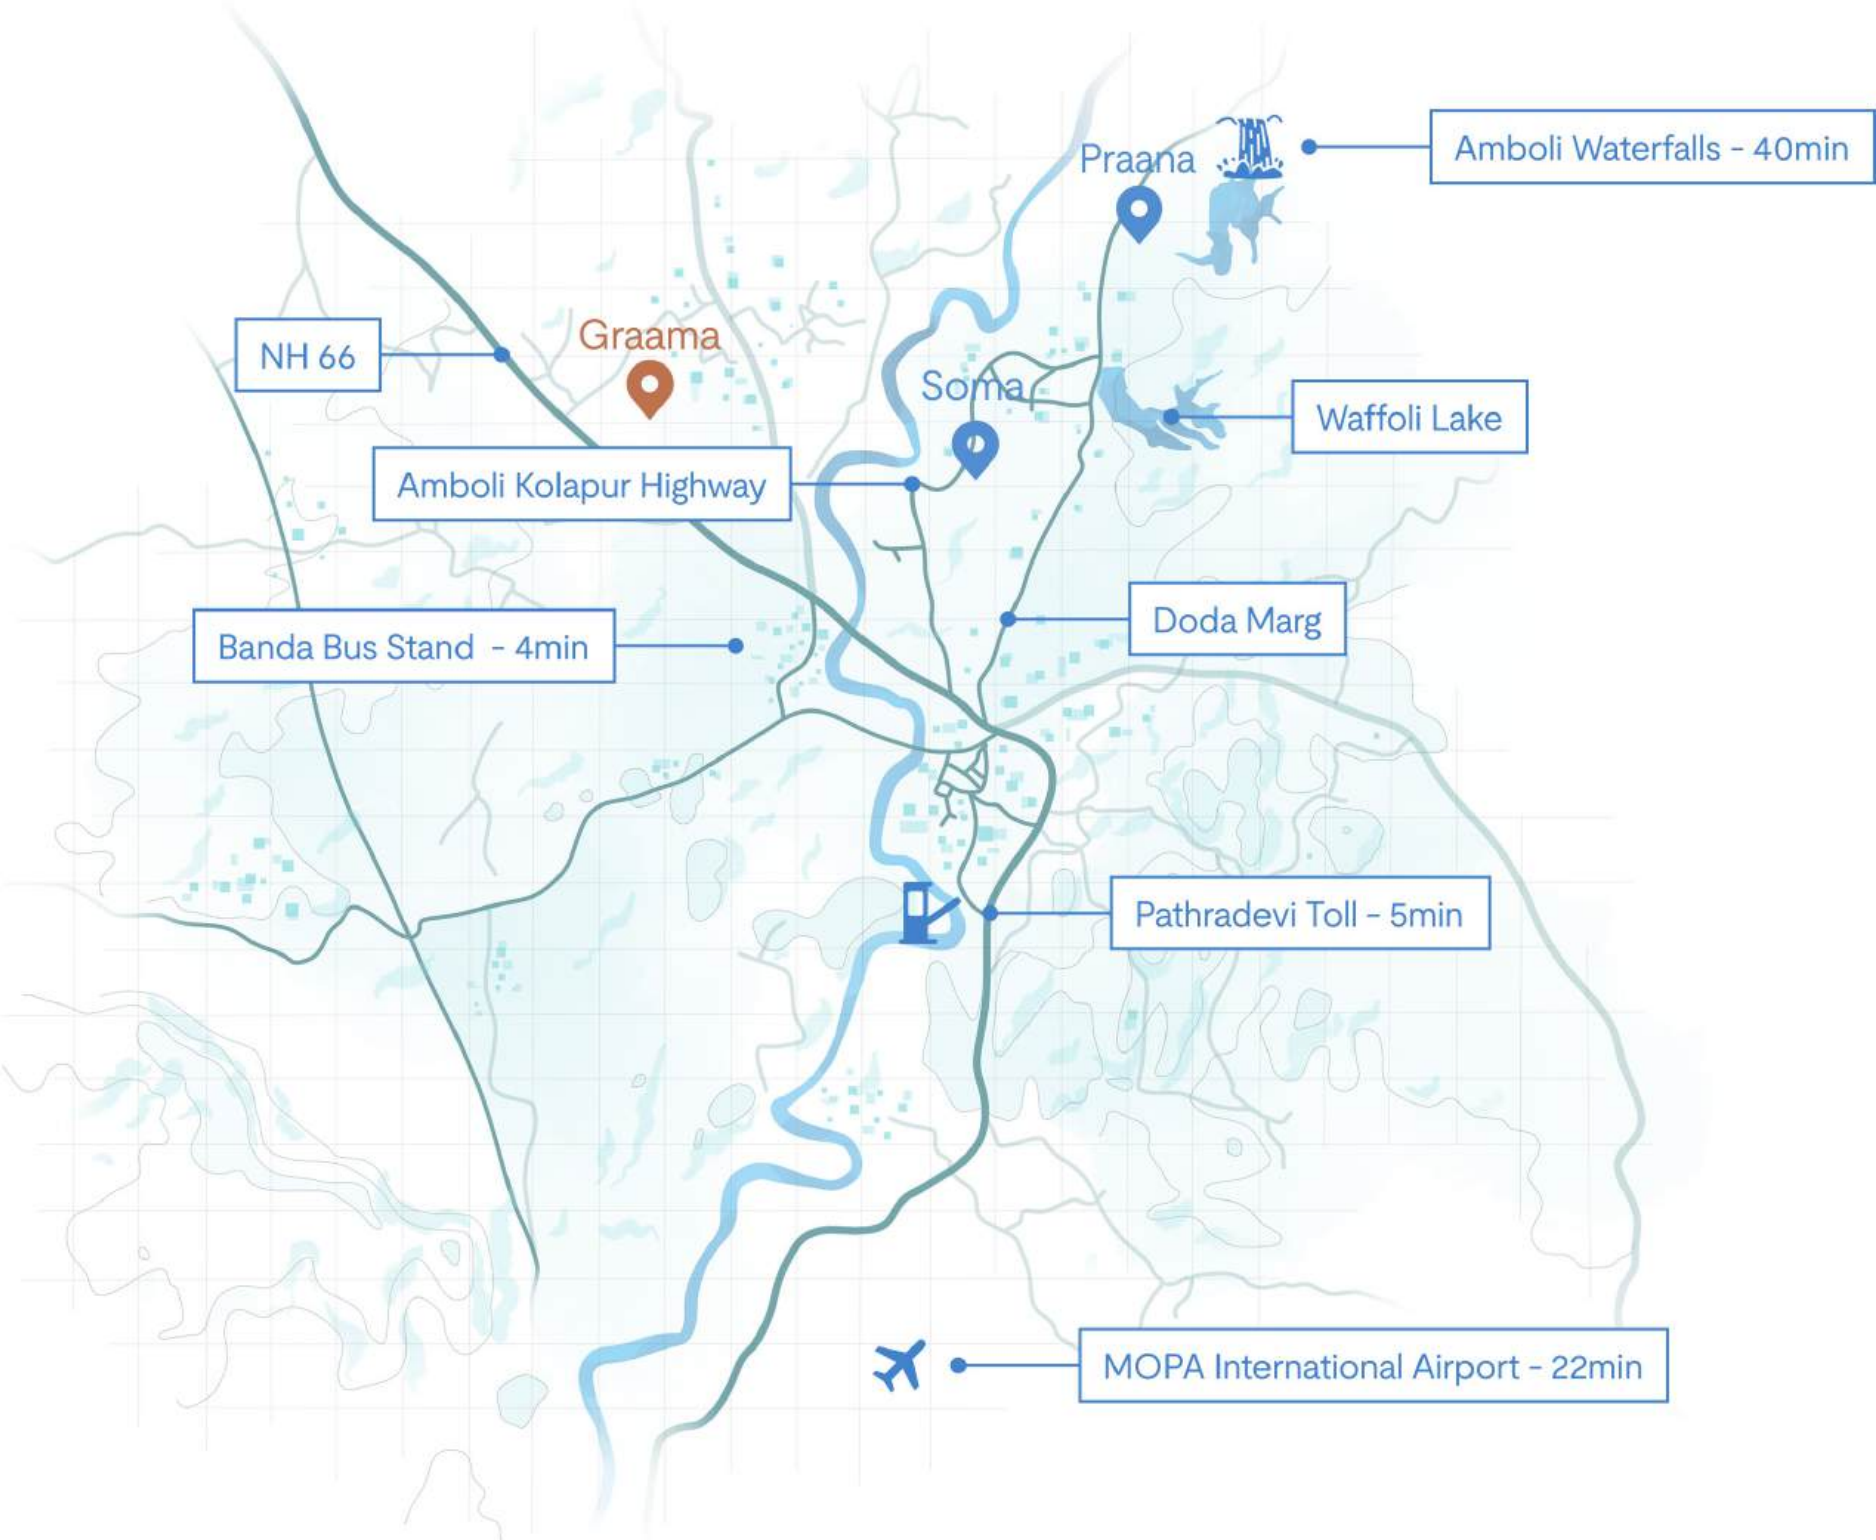 Praana
Amboli Waterfalls - 40min
NH 66
Graama
Soma
Waffoli Lake
Amboli Kolapur Highway
Doda Marg
Banda Bus Stand - 4min
Pathradevi Toll - 5min
MOPA International Airport - 22min